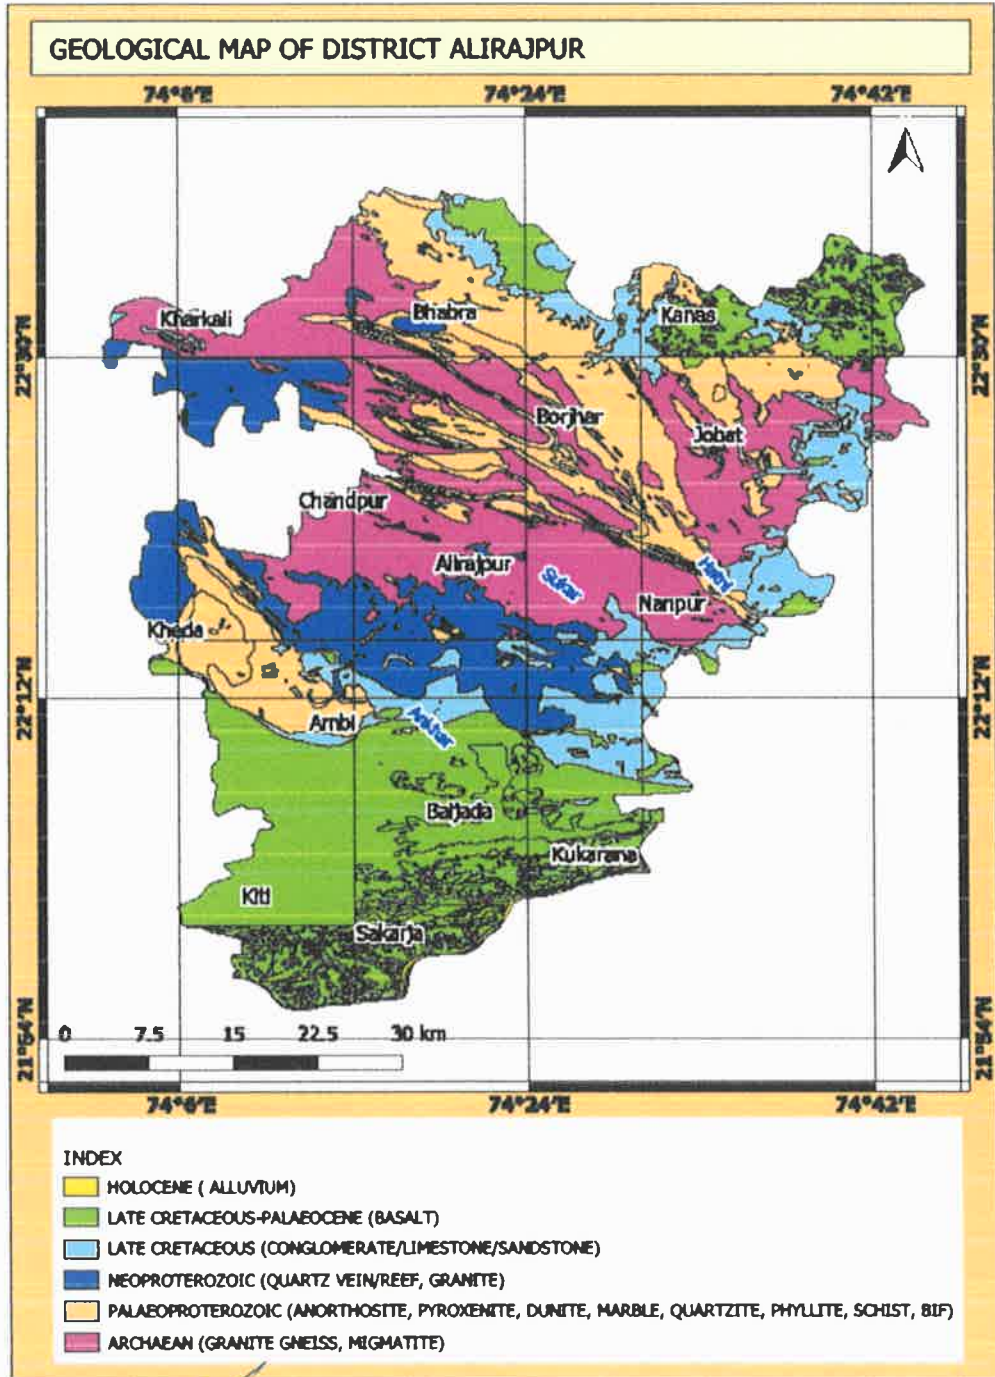 GEOLOGICAL MAP OF DISTRICT ALIRAJPUR
74°6'E 74°24'E 74°42'E
22°30'N 22°30'N
Kharkali
Bhabra
Kanas
Borjhar
Jobat
Chandpur
Alirajpur
Sukar
Hatni
Nanpur
Kheda
22°12'N 22°12'N
Ambi
Ankhar
Baljada
Kukarana
Kiti
Sakarja
21°54'N 21°54'N
0 7.5 15 22.5 30 km
74°6'E 74°24'E 74°42'E
INDEX
HOLOCENE ( ALLUVIUM)
LATE CRETACEOUS-PALAEOCENE (BASALT)
LATE CRETACEOUS (CONGLOMERATE/LIMESTONE/SANDSTONE)
NEOPROTEROZOIC (QUARTZ VEIN/REEF, GRANITE)
PALAEOPROTEROZOIC (ANORTHOSITE, PYROXENITE, DUNITE, MARBLE, QUARTZITE, PHYLLITE, SCHIST, BIF)
ARCHAEAN (GRANITE GNEISS, MIGMATITE)